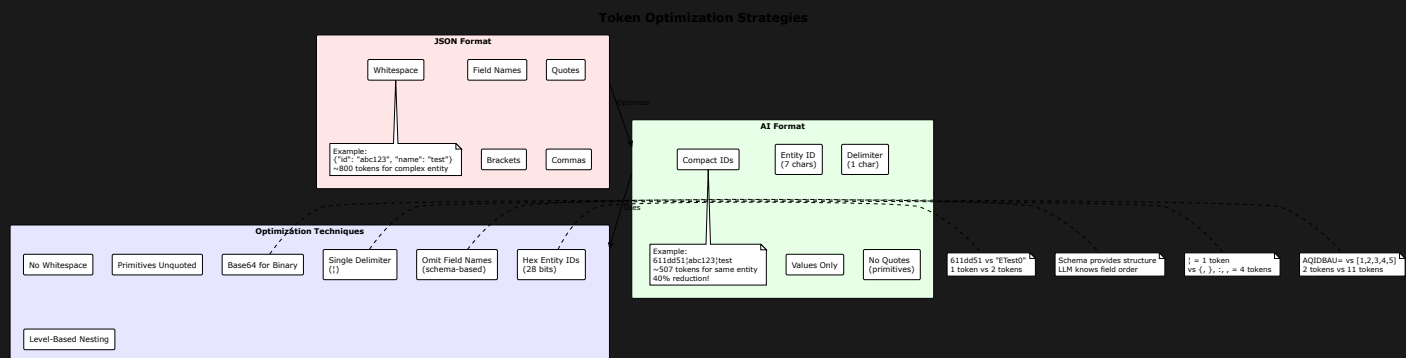 Token Optimization Strategies
JSON Format
Whitespace
Field Names
Quotes
Example:
{"id": "abc123", "name": "test"}
~800 tokens for complex entity
Brackets
Commas
Optimize
AI Format
Compact IDs
Entity ID
(7 chars)
Delimiter
(1 char)
Example:
611dd51¦abc123¦test
~507 tokens for same entity
40% reduction!
Values Only
No Quotes
(primitives)
Optimization Techniques
No Whitespace
Primitives Unquoted
Base64 for Binary
Single Delimiter
(¦)
Omit Field Names
(schema-based)
Hex Entity IDs
(28 bits)
Level-Based Nesting
611dd51 vs "ETest0"
1 token vs 2 tokens
Schema provides structure
LLM knows field order
¦ = 1 token
vs {, }, :, , = 4 tokens
AQIDBAU= vs [1,2,3,4,5]
2 tokens vs 11 tokens